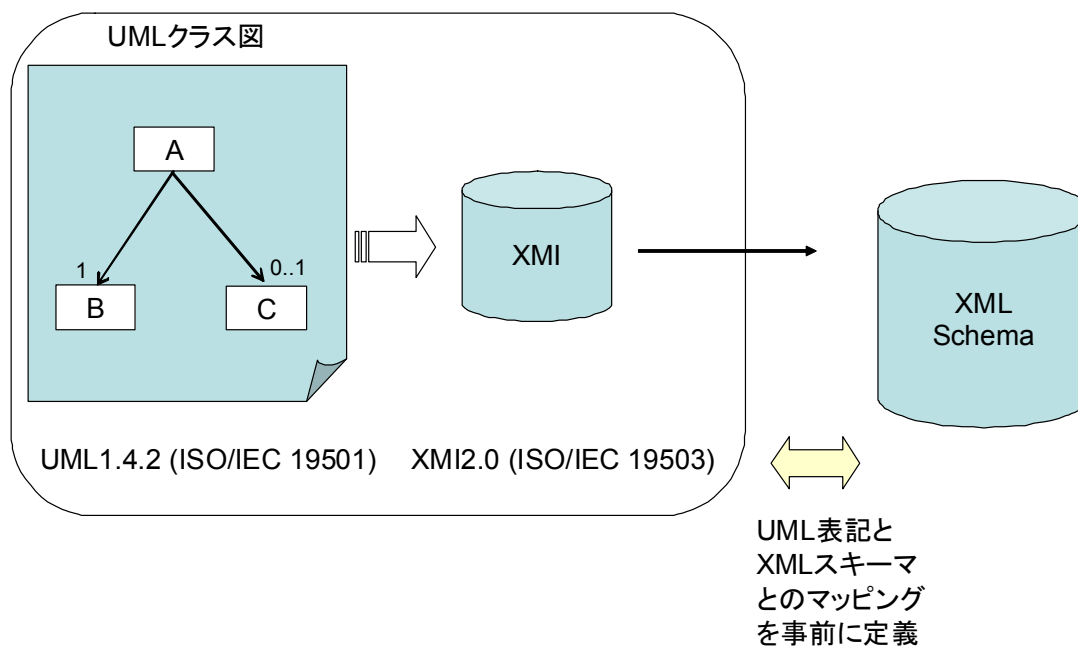 UMLクラス図
A
1
0..1
B
C
XMI
XML
Schema
UML1.4.2 (ISO/IEC 19501)
XMI2.0 (ISO/IEC 19503)
UML表記と
XMLスキーマ
とのマッピング
を事前に定義